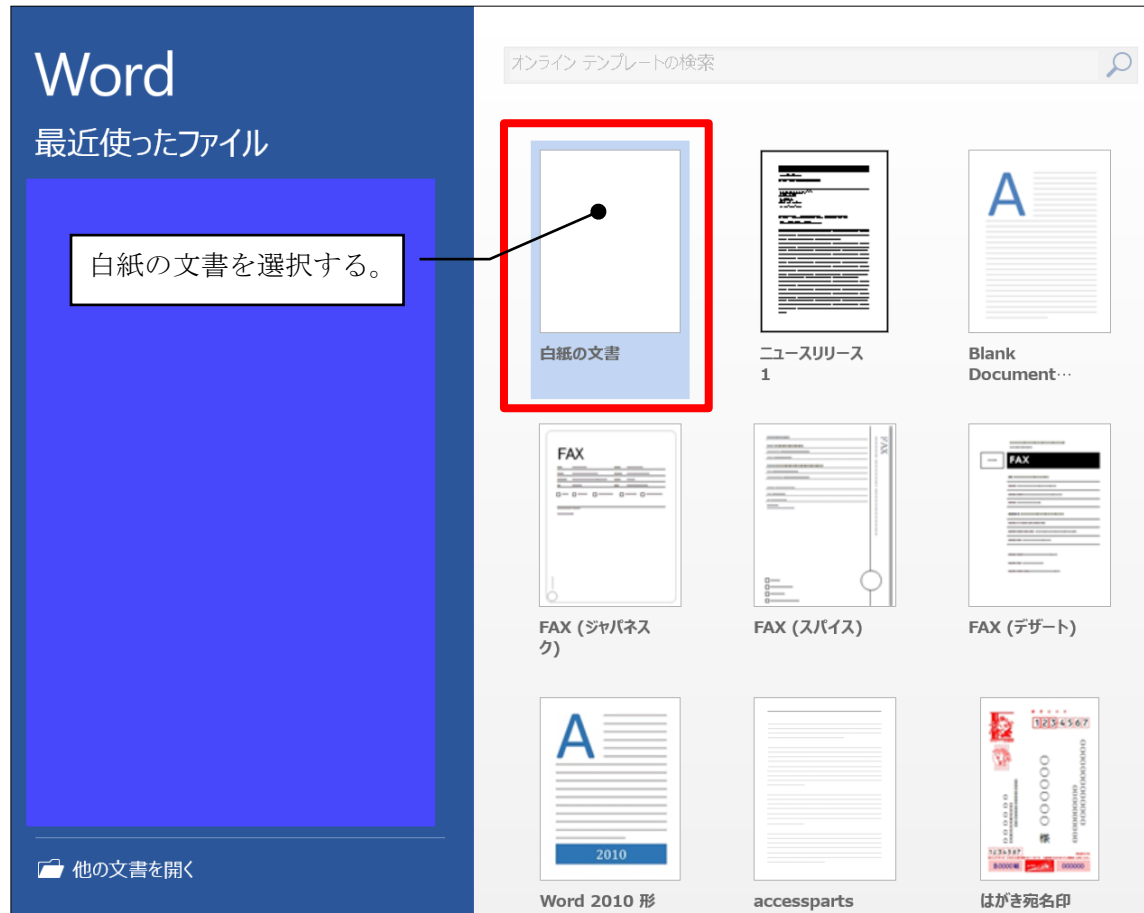 Word
最近使ったファイル
白紙の文書を選択する。
他の文書を開く
オンライン テンプレートの検索
白紙の文書
ニュースリリース
1
A
Blank
Document…
FAX
FAX (ジャパネス
ク)
FAX
FAX (スパイス)
FAX
FAX (デザート)
A
2010
Word 2010 形
accessparts
1234567
様
1234567
はがき宛名印